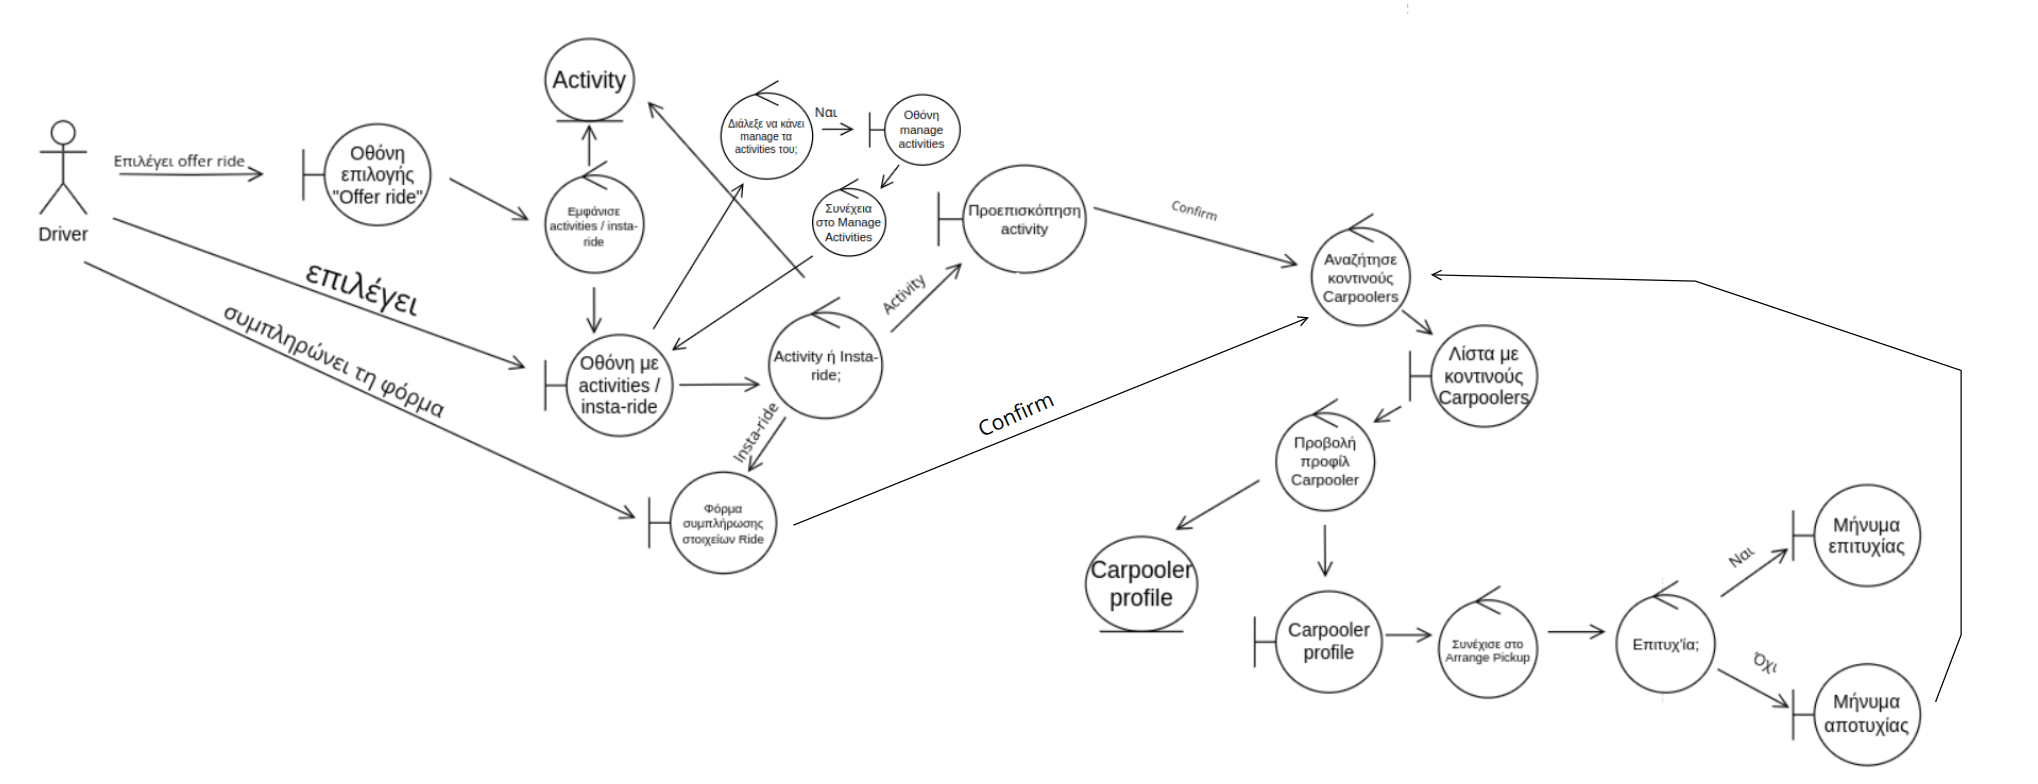 Activity
Διάλεξε να κάνει
manage τα
activities του;
Ναι
Οθόνη
manage
activities
Επιλέγει offer ride
Οθόνη
επιλογής
"Offer ride"
Driver
Εμφάνισε
activities / insta-
ride
Συνέχεια
στο Manage
Activities
Προεπισκόπηση
activity
Confirm
Αναζήτησε
κοντινούς
Carpoolers
επιλέγει
συμπληρώνει τη φόρμα
Οθόνη με
activities /
insta-ride
Activity ή Insta-
ride;
Activity
Insta-ride
Λίστα με
κοντινούς
Carpoolers
Confirm
Φόρμα
συμπλήρωσης
στοιχείων Ride
Προβολή
προφίλ
Carpooler
Carpooler
profile
Carpooler
profile
Συνέχισε στο
Arrange Pickup
Επιτυχ'ία;
Ναι
Μήνυμα
επιτυχίας
Όχι
Μήνυμα
αποτυχίας